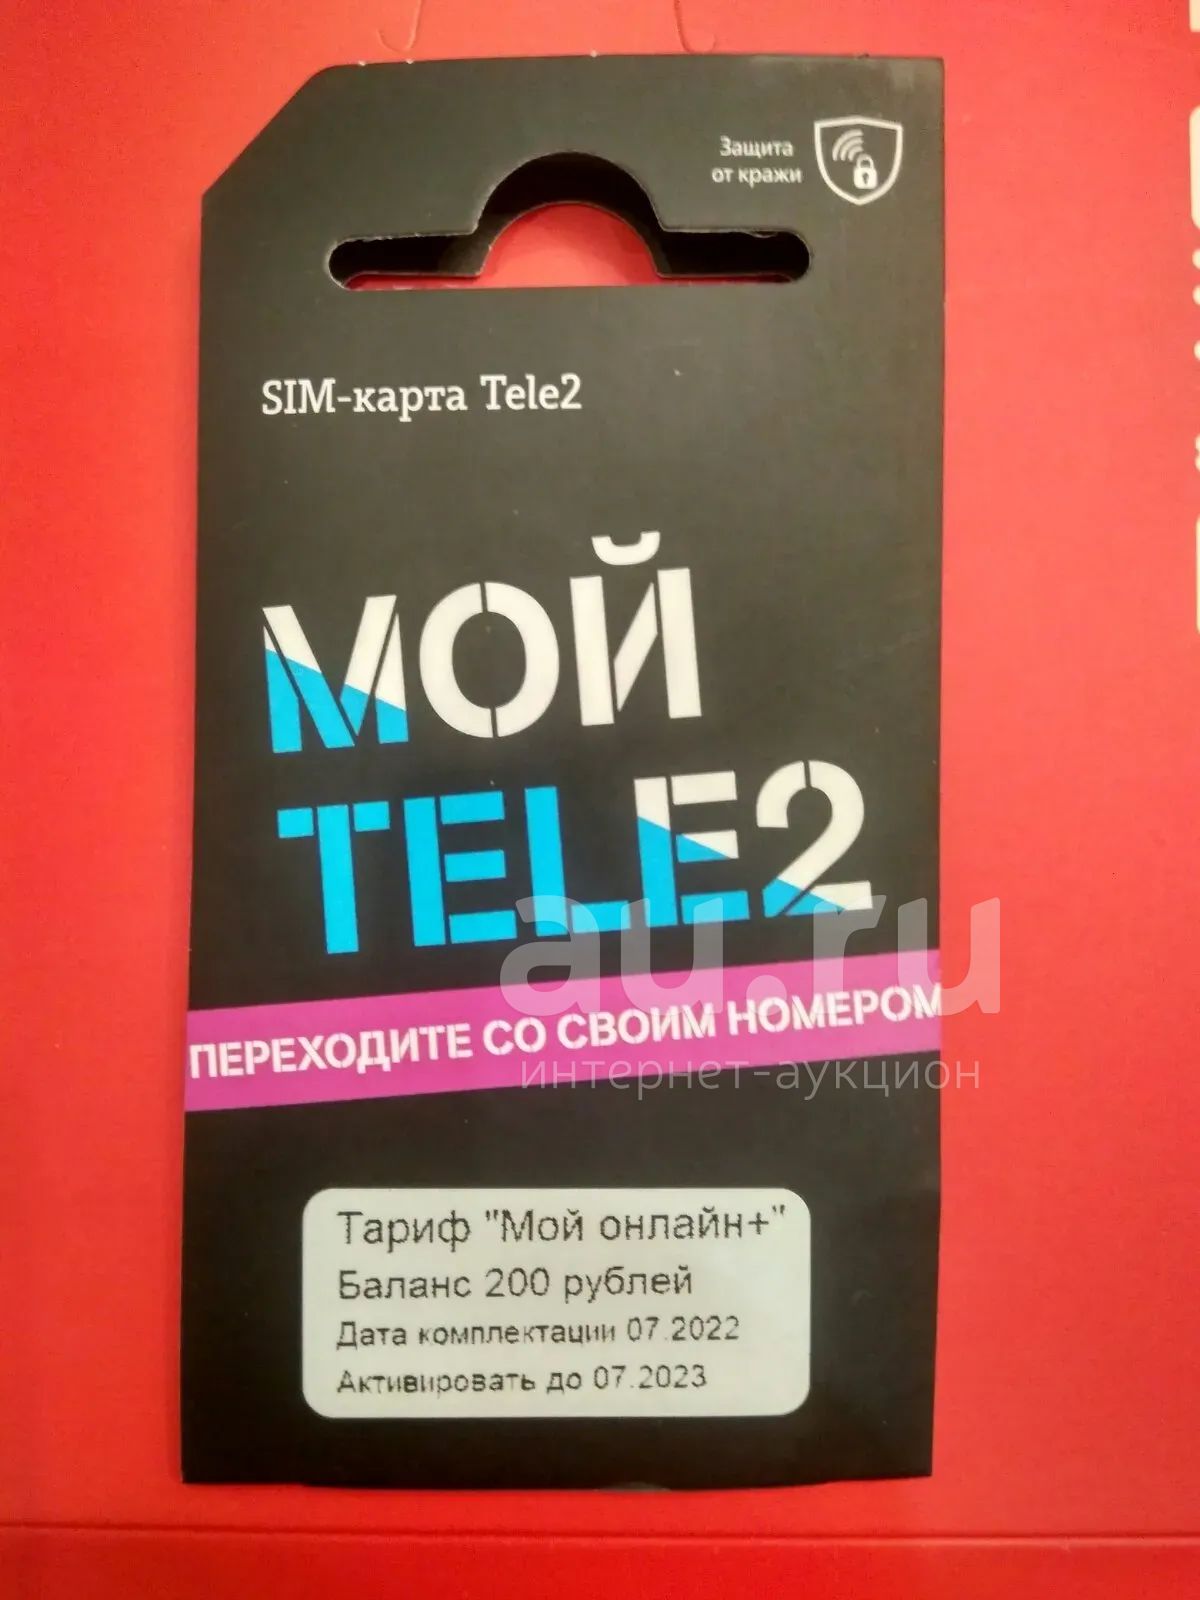 Защита
от кражи
SIM-карта Tele2
МОЙ
TELE2
ПЕРЕХОДИТЕ СО СВОИМ НОМЕРОМ
au.ru
интернет-аукцион
Тариф "Мой онлайн+"
Баланс 200 рублей
Дата комплектации 07.2022
Активировать до 07.2023